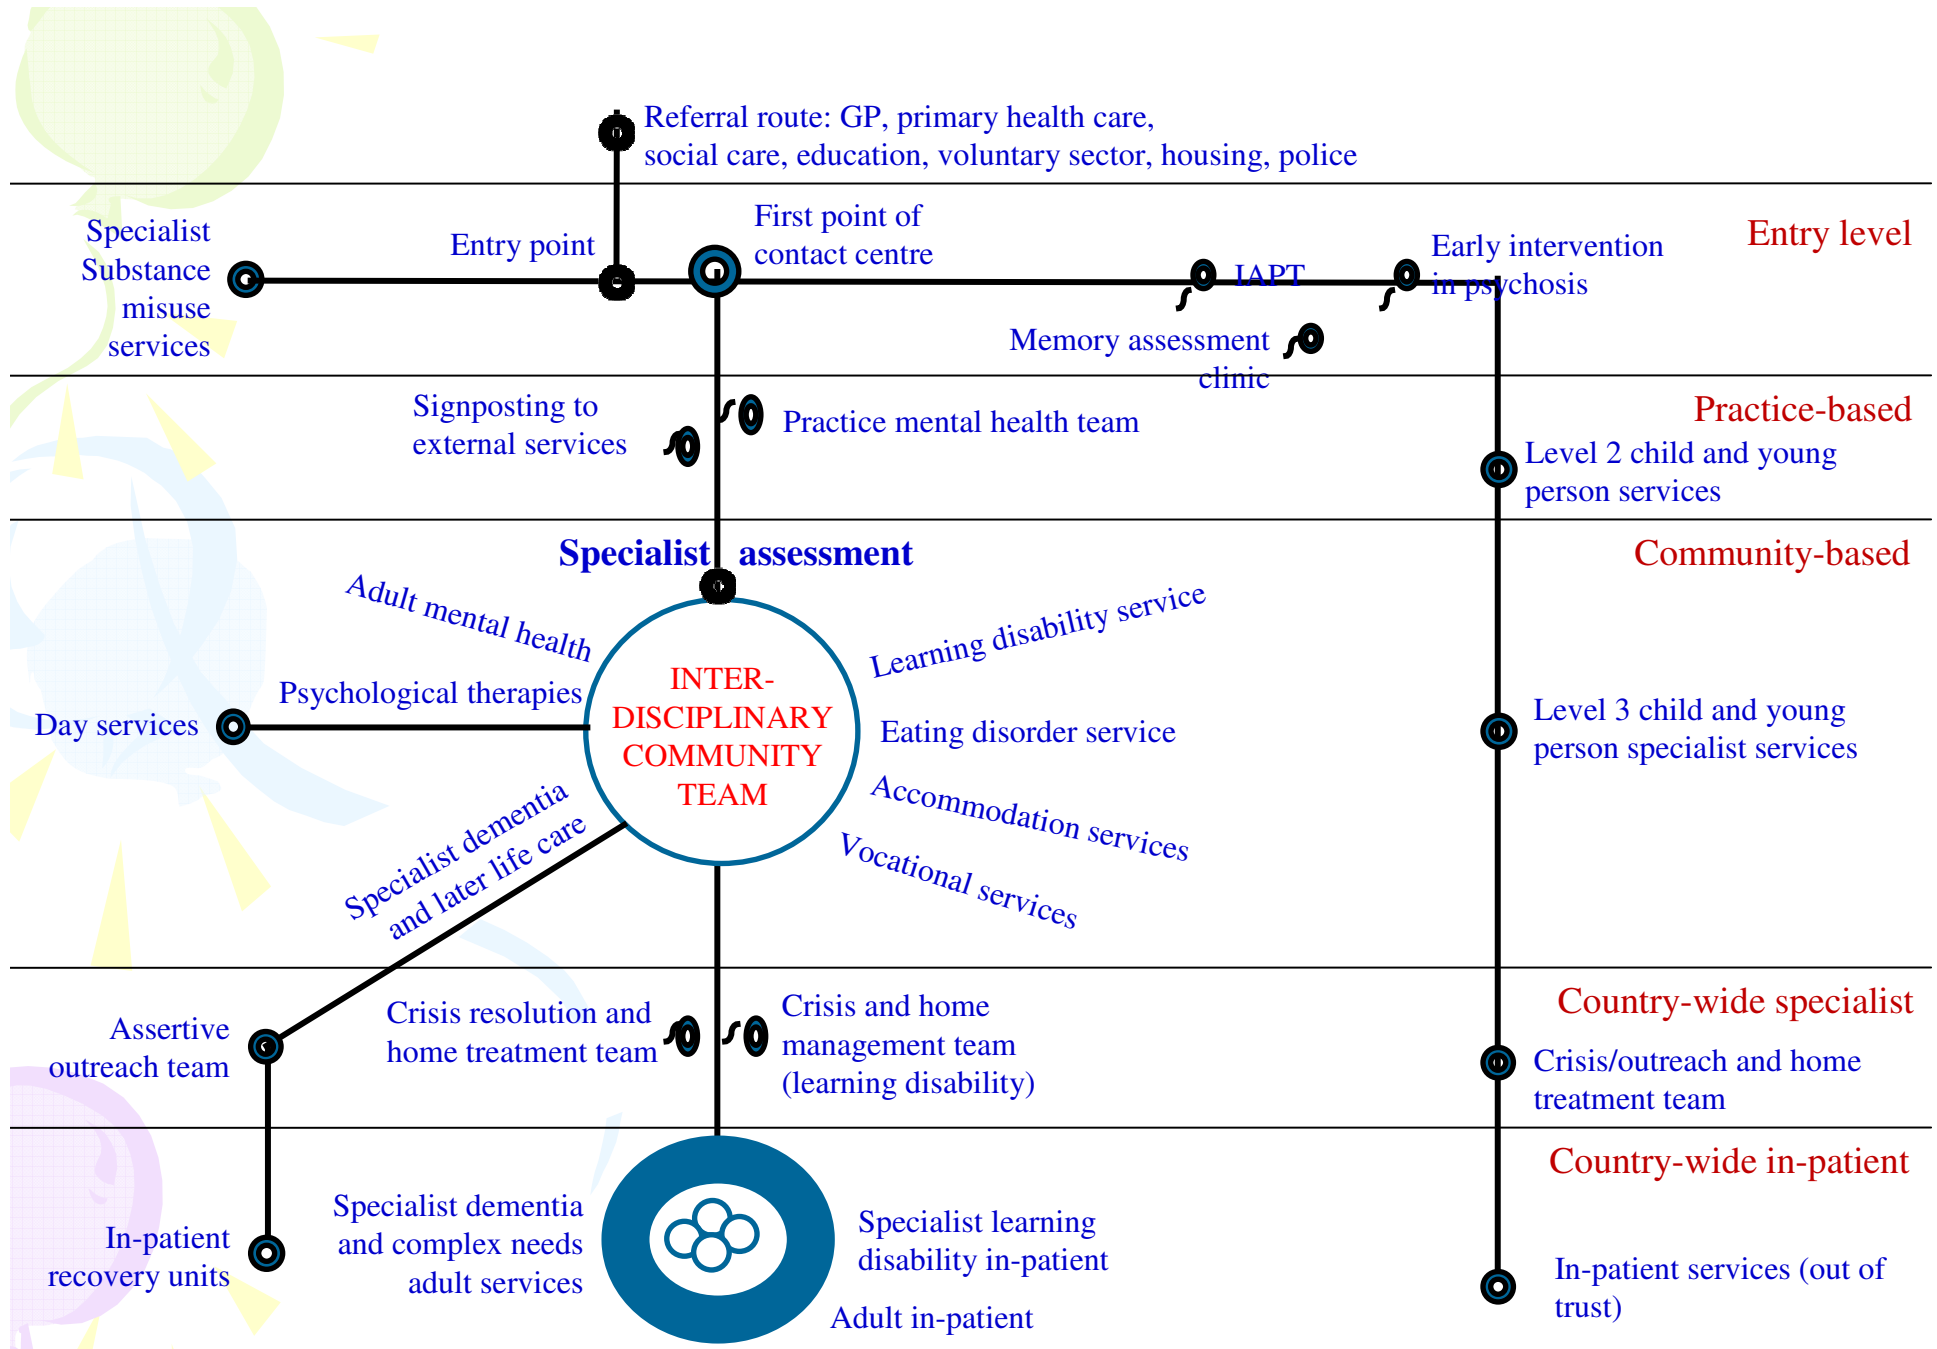 Referral route: GP, primary health care,
social care, education, voluntary sector, housing, police
Entry level
Specialist
Substance
misuse
services
Entry point
First point of
contact centre
IAPT
Early intervention
in psychosis
Memory assessment
clinic
Practice-based
Signposting to
external services
Practice mental health team
Level 2 child and young
person services
Community-based
Specialist assessment
Adult mental health
Psychological therapies
Day services
Specialist dementia
and later life care
INTER-
DISCIPLINARY
COMMUNITY
TEAM
Learning disability service
Eating disorder service
Accommodation services
Vocational services
Level 3 child and young
person specialist services
Country-wide specialist
Assertive
outreach team
Crisis resolution and
home treatment team
Crisis and home
management team
(learning disability)
Crisis/outreach and home
treatment team
Country-wide in-patient
In-patient
recovery units
Specialist dementia
and complex needs
adult services
Specialist learning
disability in-patient
Adult in-patient
In-patient services (out of
trust)